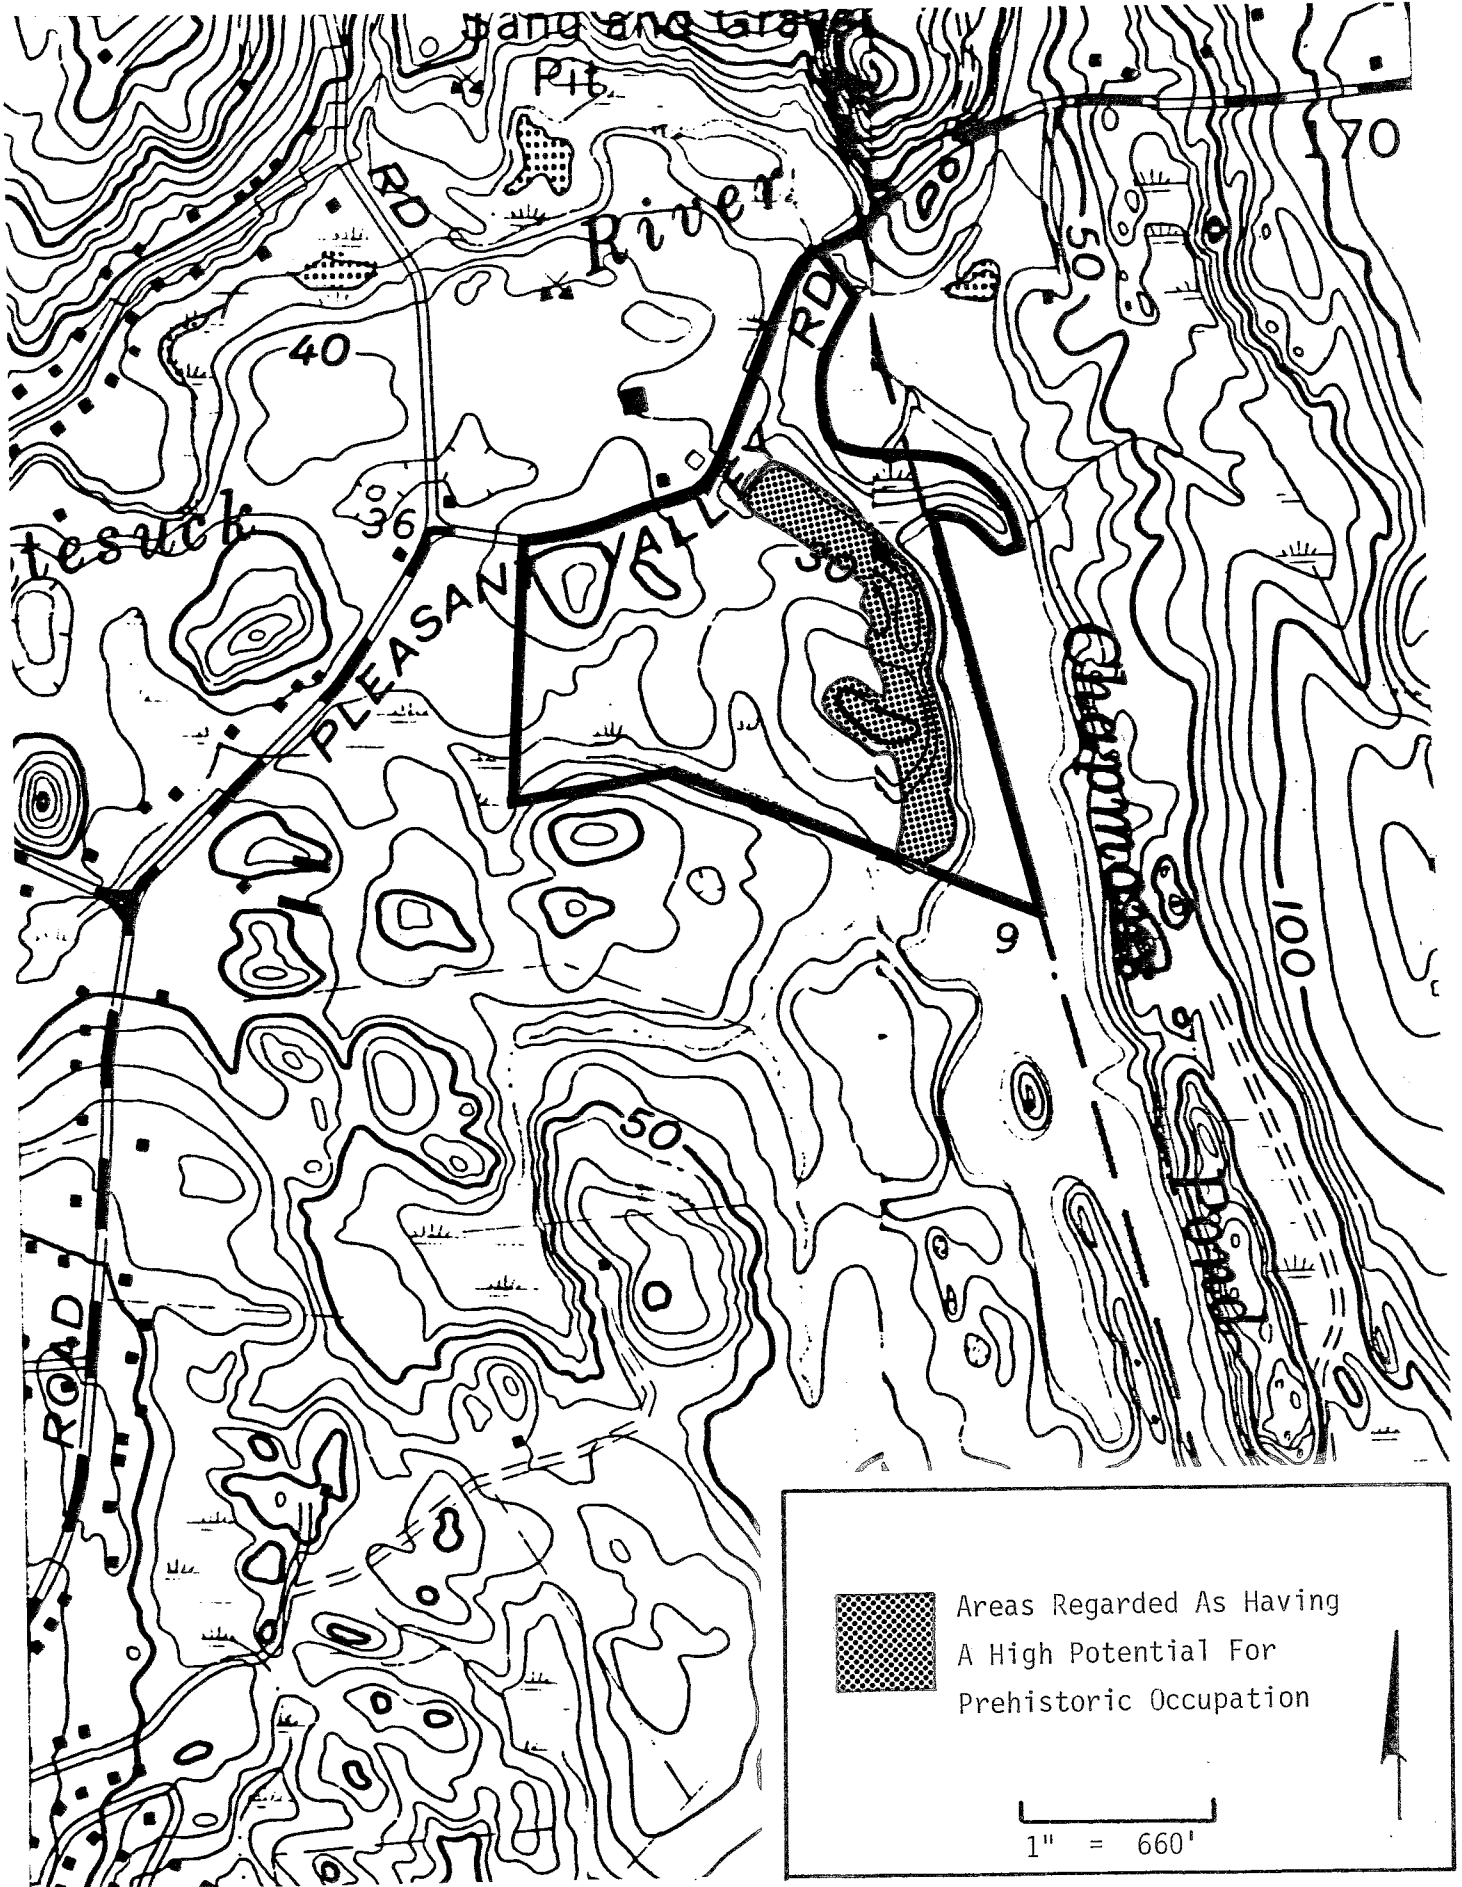 Sand and Gravel
Pit
170
RD
River
50
RD
40
36
tesuck
PLEASANT VALLEY
30
Chapman
9
100
50
Pond
ROAD
Areas Regarded As Having
A High Potential For
Prehistoric Occupation
1" = 660'